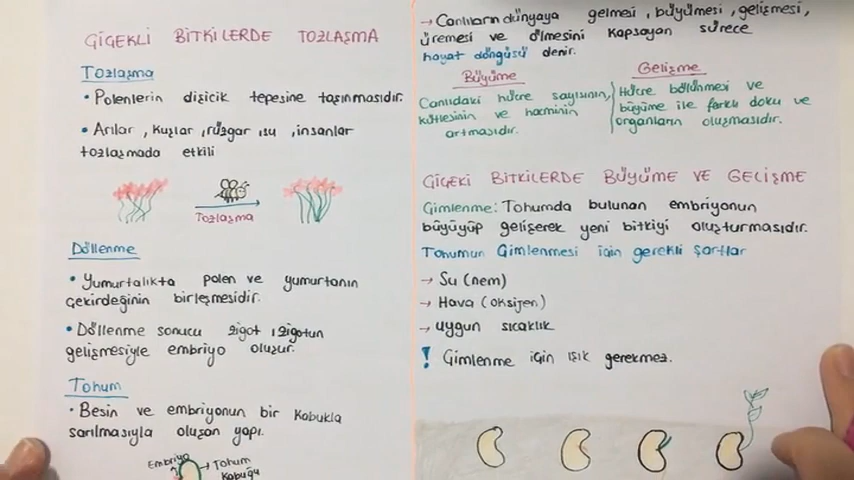 ÇİÇEKLİ BİTKİLERDE TOZLAŞMA
Tozlaşma
• Polenlerin dişicik tepesine taşınmasıdır.
• Arılar, kuşlar, rüzgar, su, insanlar
tozlaşmada etkili
Tozlaşma
Döllenme
• Yumurtalıkta polen ve yumurtanın
çekirdeğinin birleşmesidir.
• Döllenme sonucu zigot, zigotun
gelişmesiyle embriyo oluşur.
Tohum
• Besin ve embriyonun bir kabukla
sarılmasıyla oluşan yapı.
Embriyo
→ Tohum
Kabuğu
→ Canlıların dünyaya gelmesi, büyümesi, gelişmesi,
üremesi ve ölmesini kapsayan sürece
hayat döngüsü denir.
Büyüme
Canlıdaki hücre sayısının,
kütlesinin ve hacminin
artmasıdır.
Gelişme
Hücre bölünmesi ve
büyüme ile farklı doku ve
organların oluşmasıdır.
ÇİÇEKİ BİTKİLERDE BÜYÜME VE GELİŞME
Çimlenme: Tohumda bulunan embriyonun
büyüyüp gelişerek yeni bitkiyi oluşturmasıdır.
Tohumun Çimlenmesi için gerekli şartlar
→ Su (nem)
→ Hava (oksijen)
→ uygun sıcaklık
! Çimlenme için ışık gerekmez.